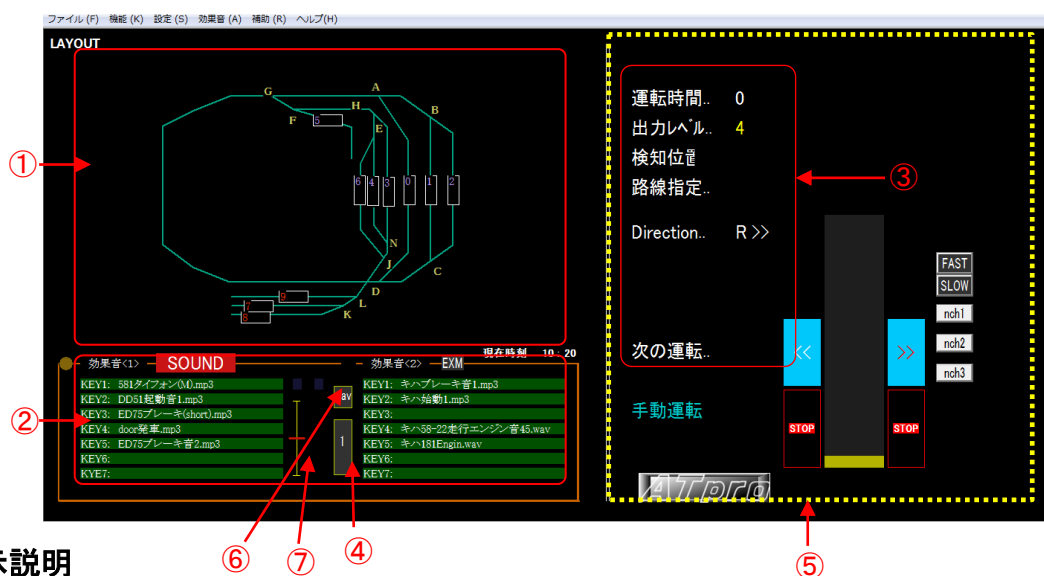 ファイル (F) 機能 (K) 設定 (S) 効果音 (A) 補助 (R) ヘルプ(H)
LAYOUT
G
A
H
B
F
5
E
6
4
3
0
1
2
N
J
C
D
9
7
L
8
K
①
現在時刻 10:20
効果音<1>
SOUND
効果音<2>
EXM
KEY1: 581タイフォン(M).mp3
KEY2: DD51起動音1.mp3
KEY3: ED75ブレーキ(short).mp3
KEY4: door発車.mp3
KEY5: ED75ブレーキ音2.mp3
KEY6:
KYE7:
av
1
KEY1: キハブレーキ音1.mp3
KEY2: キハ始動1.mp3
KEY3:
KEY4: キハ58-22走行エンジン音45.wav
KEY5: キハ181Engin.wav
KEY6:
KEY7:
②
運転時間.. 0
出力レベル.. 4
検知位置
路線指定..
Direction.. R >>
次の運転..
手動運転
③
<<
>>
STOP
STOP
FAST
SLOW
nch1
nch2
nch3
ATpro
⑥
⑦
④
⑤
説明